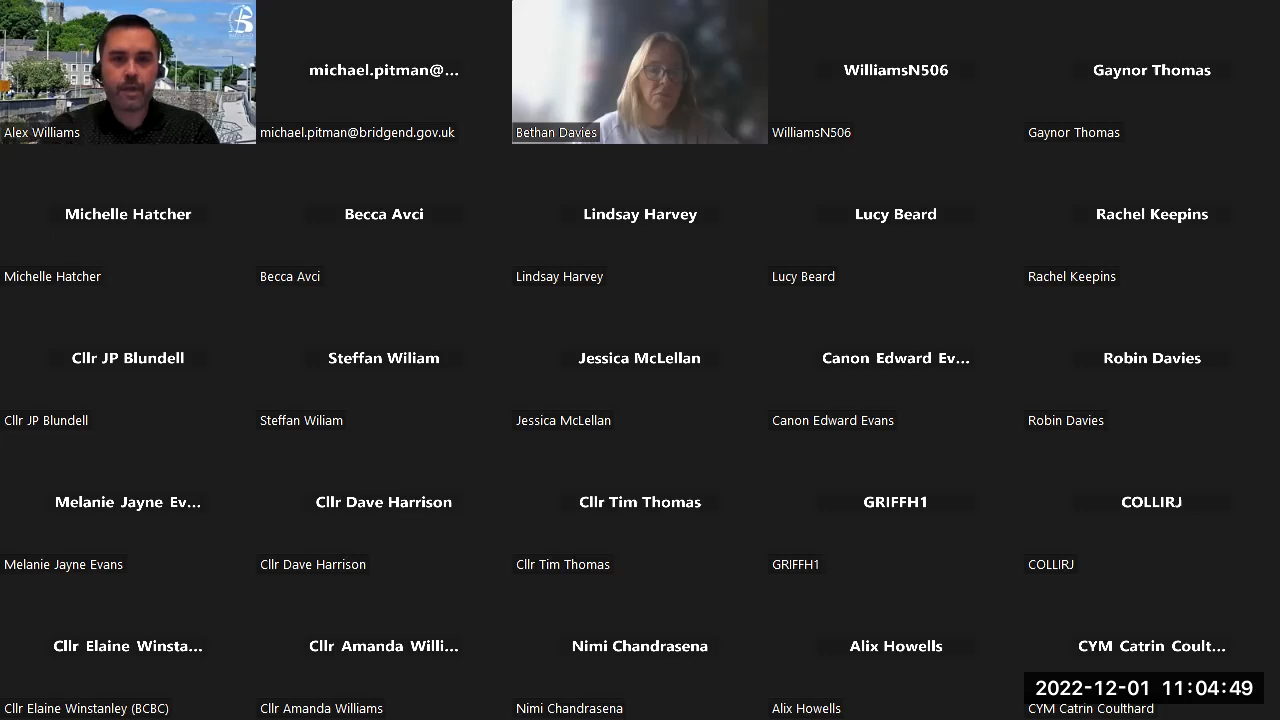 Alex Williams
michael.pitman@...
michael.pitman@bridgend.gov.uk
Bethan Davies
WilliamsN506
WilliamsN506
Gaynor Thomas
Gaynor Thomas
Michelle Hatcher
Michelle Hatcher
Becca Avci
Becca Avci
Lindsay Harvey
Lindsay Harvey
Lucy Beard
Lucy Beard
Rachel Keepins
Rachel Keepins
Cllr JP Blundell
Cllr JP Blundell
Steffan Wiliam
Steffan Wiliam
Jessica McLellan
Jessica McLellan
Canon Edward Ev...
Canon Edward Evans
Robin Davies
Robin Davies
Melanie Jayne Ev...
Melanie Jayne Evans
Cllr Dave Harrison
Cllr Dave Harrison
Cllr Tim Thomas
Cllr Tim Thomas
GRIFFH1
GRIFFH1
COLLIRJ
COLLIRJ
Cllr Elaine Winsta...
Cllr Elaine Winstanley (BCBC)
Cllr Amanda Willi...
Cllr Amanda Williams
Nimi Chandrasena
Nimi Chandrasena
Alix Howells
Alix Howells
CYM Catrin Coult...
2022-12-01 11:04:49
CYM Catrin Coulthard